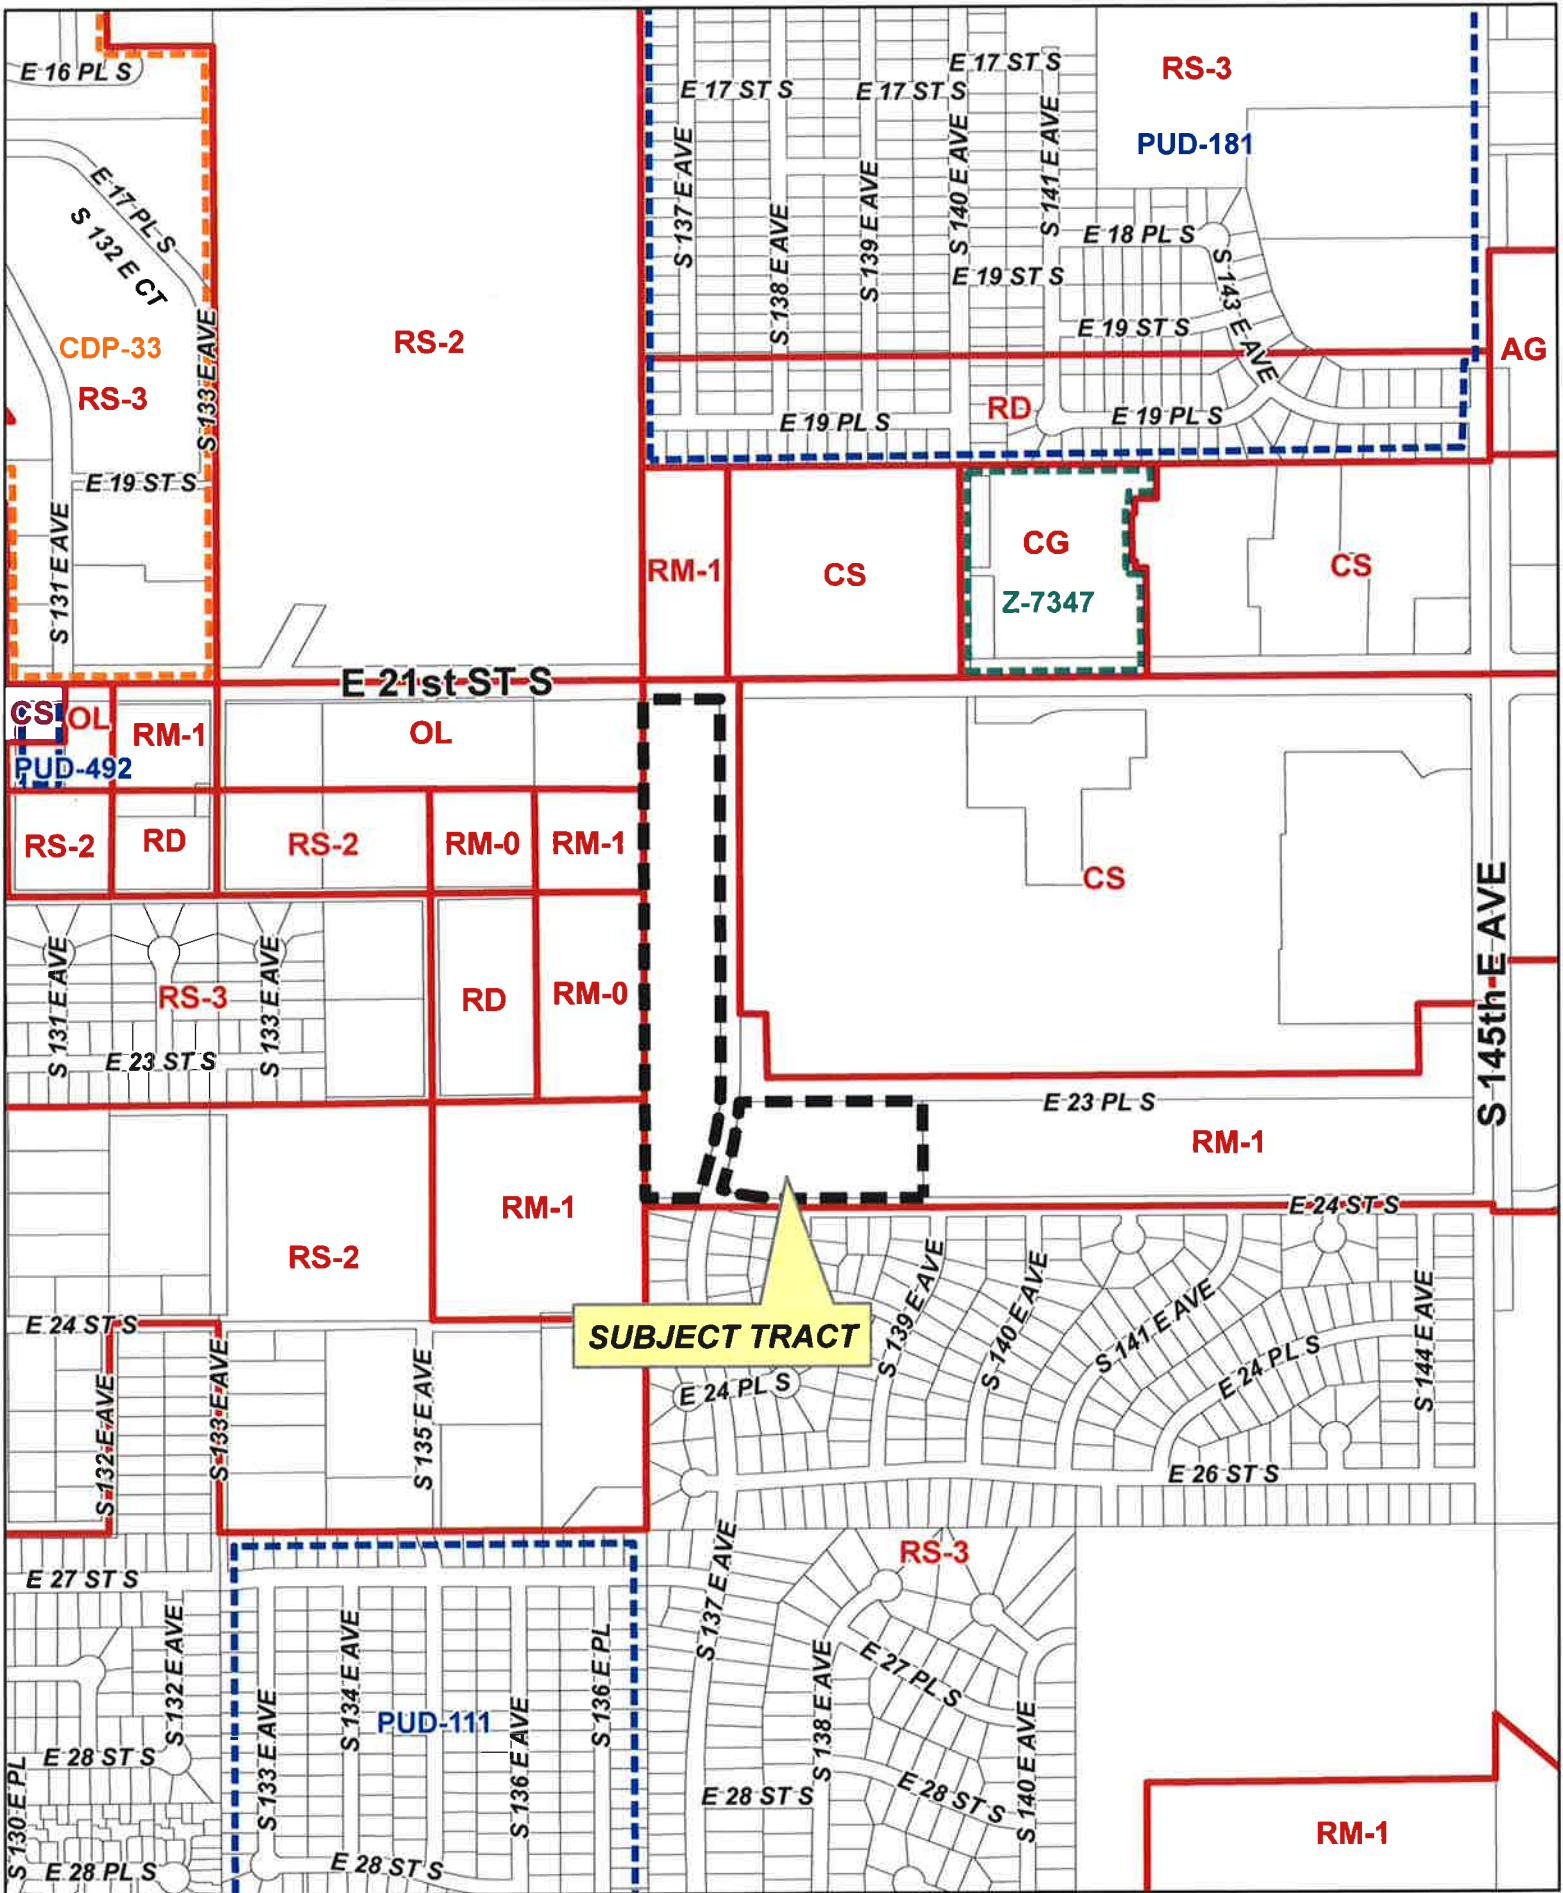 E 16 PL S
E 17 ST S
E 17 ST S
E 17 ST S
RS-3
PUD-181
S 137 E AVE
S 138 E AVE
S 139 E AVE
S 140 E AVE
S 141 E AVE
E 17 PL S
S 132 E CT
E 18 PL S
S 143 E AVE
E 19 ST S
E 19 ST S
CDP-33
RS-3
S 133 E AVE
RS-2
AG
RD
E 19 PL S
E 19 PL S
E 19 ST S
S 131 E AVE
RM-1
CS
CG
Z-7347
CS
E 21st ST S
CS
OL
RM-1
OL
PUD-492
RS-2
RD
RS-2
RM-0
RM-1
CS
S 145th E AVE
S 131 E AVE
RS-3
S 133 E AVE
RD
RM-0
E 23 ST S
E 23 PL S
RM-1
RM-1
RS-2
E 24 ST S
E 24 ST S
SUBJECT TRACT
S 139 E AVE
S 140 E AVE
S 141 E AVE
E 24 PL S
S 144 E AVE
E 24 PL S
S 132 E AVE
S 133 E AVE
S 135 E AVE
E 26 ST S
RS-3
E 27 ST S
S 137 E AVE
S 132 E AVE
S 134 E AVE
S 136 E PL
S 138 E AVE
E 27 PL S
PUD-111
S 133 E AVE
S 136 E AVE
S 140 E AVE
E 28 ST S
E 28 ST S
E 28 ST S
S 130 E PL
RM-1
E 28 PL S
E 28 ST S